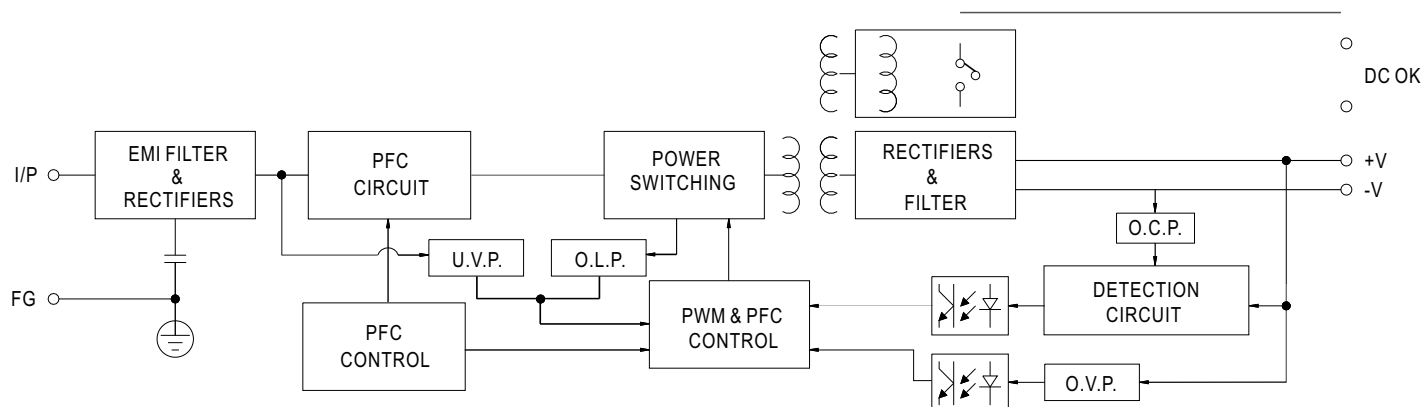 DC OK
EMI FILTER
&
RECTIFIERS
PFC
CIRCUIT
POWER
SWITCHING
RECTIFIERS
&
FILTER
I/P
+V
-V
O.C.P.
U.V.P.
O.L.P.
FG
PFC
CONTROL
PWM & PFC
CONTROL
DETECTION
CIRCUIT
O.V.P.